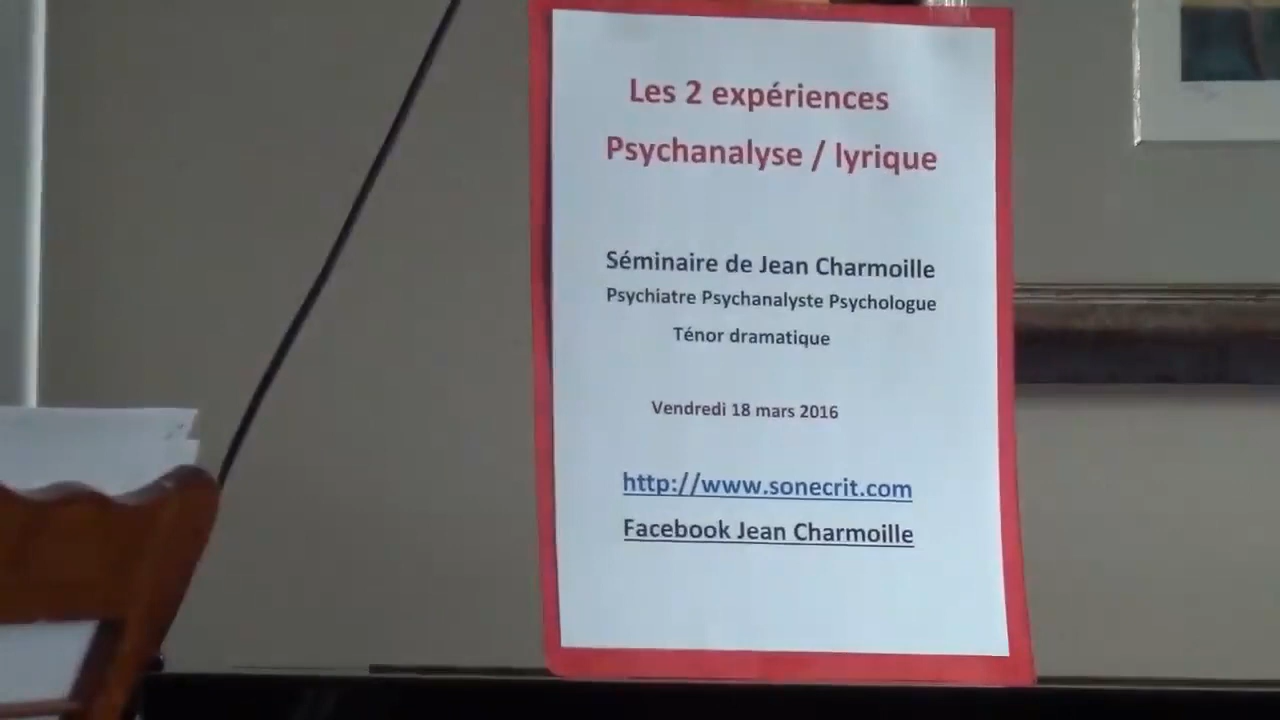 Les 2 expériences
Psychanalyse / lyrique
Séminaire de Jean Charmoille
Psychiatre Psychanalyste Psychologue
Ténor dramatique
Vendredi 18 mars 2016
http://www.sonecrit.com
Facebook Jean Charmoille